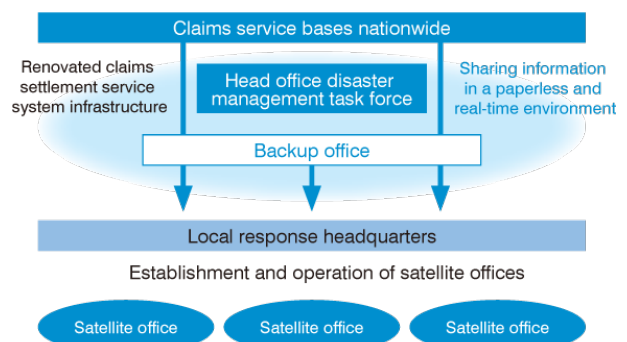 Claims service bases nationwide
Renovated claims
settlement service
system infrastructure
Head office disaster
management task force
Sharing information
in a paperless and
real-time environment
Backup office
Local response headquarters
Establishment and operation of satellite offices
Satellite office
Satellite office
Satellite office